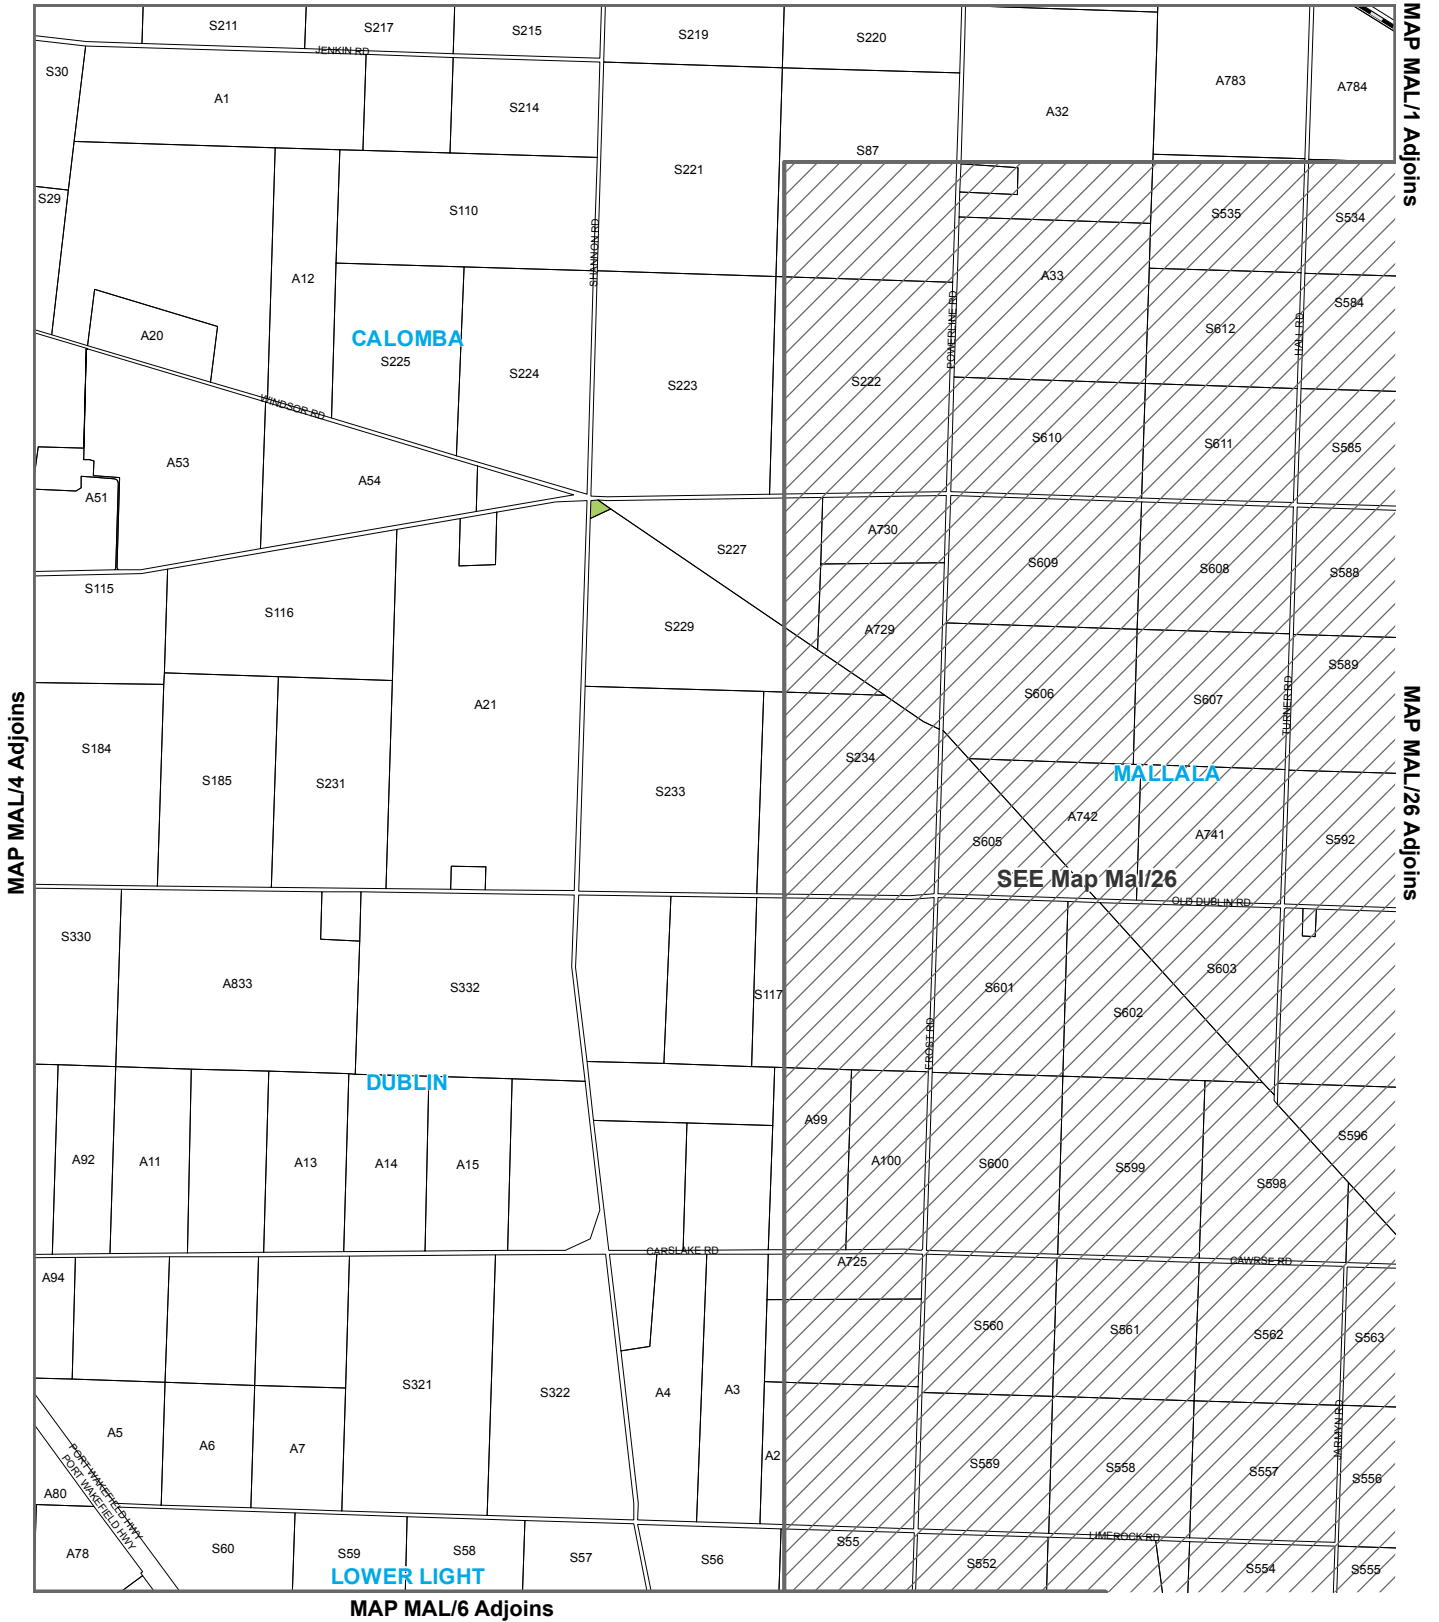 S211
S217
S215
S219
S220
MAP MAL/1 Adjoins
JENKIN RD
S30
A1
S214
A32
A783
A784
S87
S221
S29
S110
S535
S534
SHANNON RD
A12
A33
S584
A20
CALOMBA
S225
S224
S223
S222
POWERLINE RD
S612
HALL RD
WINDSOR RD
A53
A54
S610
S611
S585
A51
A730
S227
S609
S608
S588
S115
S116
S229
A729
S589
A21
S606
S607
TURNER RD
MAP MAL/4 Adjoins
MAP MAL/26 Adjoins
S184
S185
S231
S233
S234
MALLALA
A742
A741
S605
S592
SEE Map Mal/26
OLD DUBLIN RD
S330
A833
S332
S117
S601
S602
S603
FROST RD
DUBLIN
A99
A92
A11
A13
A14
A15
A100
S600
S599
S598
S596
CARSLAKE RD
A725
CAWRSE RD
A94
S560
S561
S562
S563
S321
S322
A4
A3
A5
A6
A7
A2
JARMYN RD
S559
S558
S557
S556
PORT WAKEFIELD HWY
PORT WAKEFIELD HWY
A80
LIMEROCK RD
A78
S60
S59
S58
S57
S56
S55
S552
S554
S555
LOWER LIGHT
MAP MAL/6 Adjoins